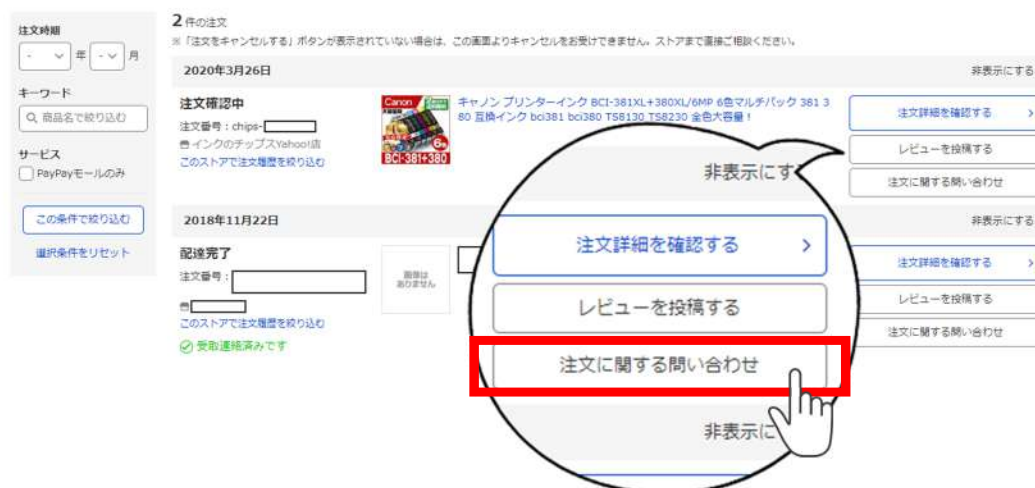 注文時期
- 年 - 月
キーワード
商品名で絞り込む
サービス
PayPayモールのみ
この条件で絞り込む
選択条件をリセット
2 件の注文
※「注文をキャンセルする」ボタンが表示されていない場合は、この画面よりキャンセルをお受けできません。ストアまで直接ご相談ください。
2020年3月26日
非表示にする
注文確認中
注文番号：chips-
インクのチップスYahoo!店
このストアで注文履歴を絞り込む
Canon
6色
BCI-381+380
キヤノン プリンターインク BCI-381XL+380XL/6MP 6色マルチパック 381 3
80 互換インク bci381 bci380 TS8130 TS8230 全色大容量！
注文詳細を確認する
レビューを投稿する
注文に関する問い合わせ
2018年11月22日
非表示にする
配達完了
注文番号：
このストアで注文履歴を絞り込む
受取連絡済みです
画像は
ありません
注文詳細を確認する
レビューを投稿する
注文に関する問い合わせ
非表示にす
注文詳細を確認する
レビューを投稿する
注文に関する問い合わせ
非表示に